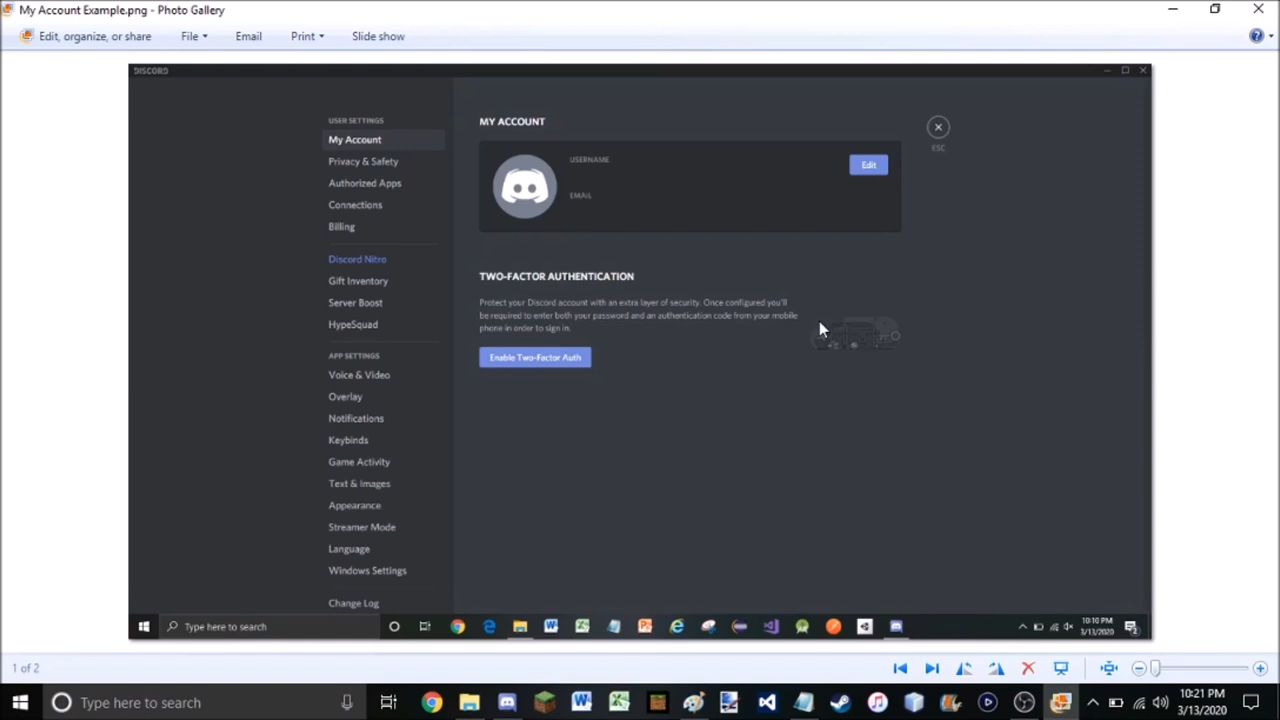 My Account Example.png - Photo Gallery
Edit, organize, or share File Email Print Slide show
DISCORD
USER SETTINGS
My Account
Privacy & Safety
Authorized Apps
Connections
Billing
Discord Nitro
Gift Inventory
Server Boost
HypeSquad
APP SETTINGS
Voice & Video
Overlay
Notifications
Keybinds
Game Activity
Text & Images
Appearance
Streamer Mode
Language
Windows Settings
Change Log
MY ACCOUNT
USERNAME
Edit
EMAIL
ESC
TWO-FACTOR AUTHENTICATION
Protect your Discord account with an extra layer of security. Once configured you'll
be required to enter both your password and an authentication code from your mobile
phone in order to sign in.
Enable Two-Factor Auth
Type here to search
10:10 PM
3/13/2020
2
1 of 2
Type here to search
10:21 PM
3/13/2020